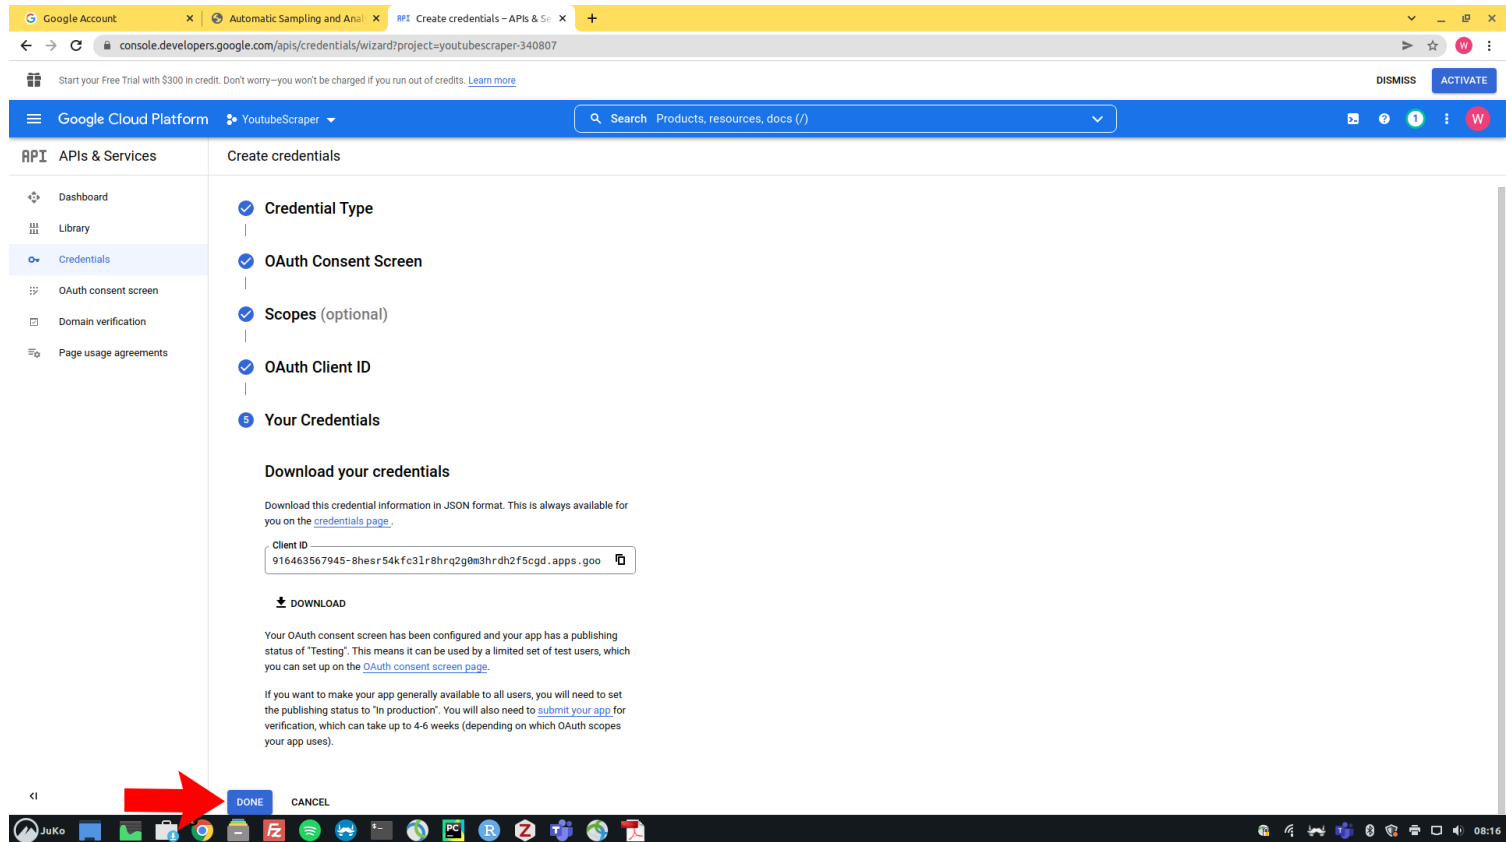 Google Account
Automatic Sampling and Anal
API Create credentials – APIs & Se
console.developers.google.com/apis/credentials/wizard?project=youtubescraper-340807
W
Start your Free Trial with $300 in credit. Don't worry—you won't be charged if you run out of credits. Learn more
DISMISS
ACTIVATE
Google Cloud Platform
YoutubeScraper
Search Products, resources, docs (/)
1
W
API APIs & Services
Create credentials
Dashboard
Library
Credentials
OAuth consent screen
Domain verification
Page usage agreements
Credential Type
OAuth Consent Screen
Scopes (optional)
OAuth Client ID
5 Your Credentials
Download your credentials
Download this credential information in JSON format. This is always available for
you on the credentials page .
Client ID
916463567945-8hesr54kfc3lr8hrq2g0m3hrdh2f5cgd.apps.goo
DOWNLOAD
Your OAuth consent screen has been configured and your app has a publishing
status of "Testing". This means it can be used by a limited set of test users, which
you can set up on the OAuth consent screen page.
If you want to make your app generally available to all users, you will need to set
the publishing status to "In production". You will also need to submit your app for
verification, which can take up to 4-6 weeks (depending on which OAuth scopes
your app uses).
DONE
CANCEL
JuKo
PC
R
Z
08:16